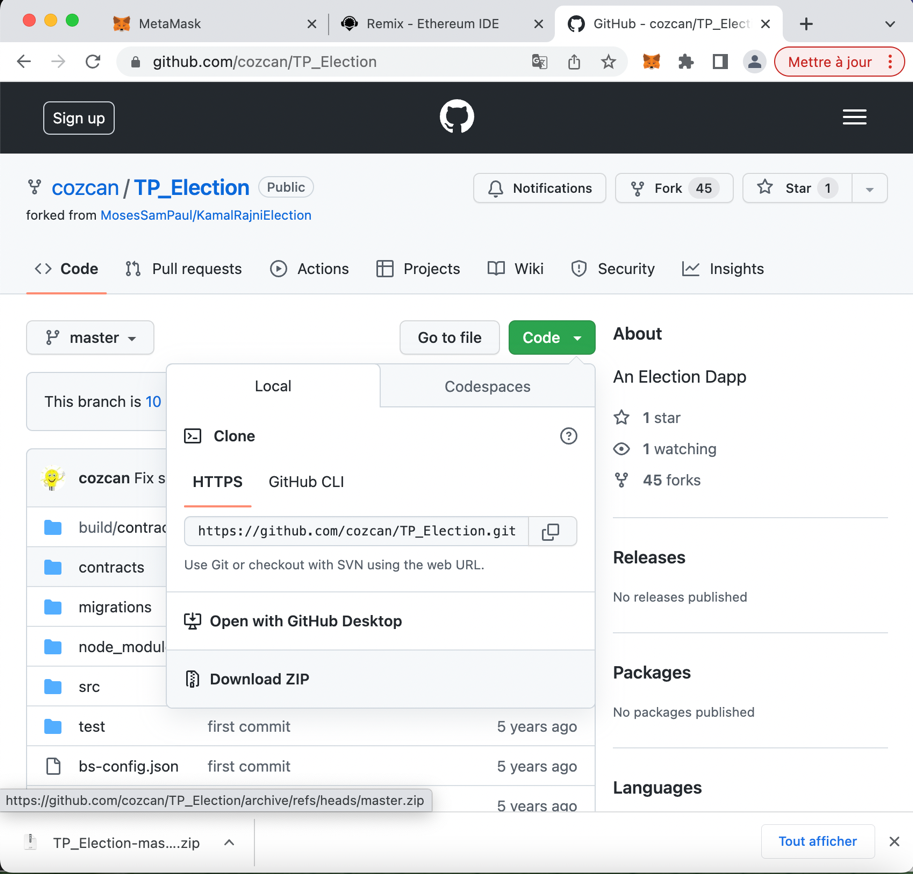 MetaMask
Remix - Ethereum IDE
GitHub - cozcan/TP_Elect
github.com/cozcan/TP_Election
Mettre à jour
Sign up
cozcan / TP_Election
Public
Notifications
Fork 45
Star 1
forked from MosesSamPaul/KamalRajniElection
Code
Pull requests
Actions
Projects
Wiki
Security
Insights
master
Go to file
Code
About
An Election Dapp
1 star
1 watching
45 forks
Releases
No releases published
Packages
No packages published
Languages
Local
Codespaces
Clone
HTTPS
GitHub CLI
https://github.com/cozcan/TP_Election.git
Use Git or checkout with SVN using the web URL.
Open with GitHub Desktop
Download ZIP
This branch is 10
cozcan Fix s
build/contrac
contracts
migrations
node_modul
src
test first commit 5 years ago
bs-config.json first commit 5 years ago
5 years ago
https://github.com/cozcan/TP_Election/archive/refs/heads/master.zip
TP_Election-mas....zip
Tout afficher